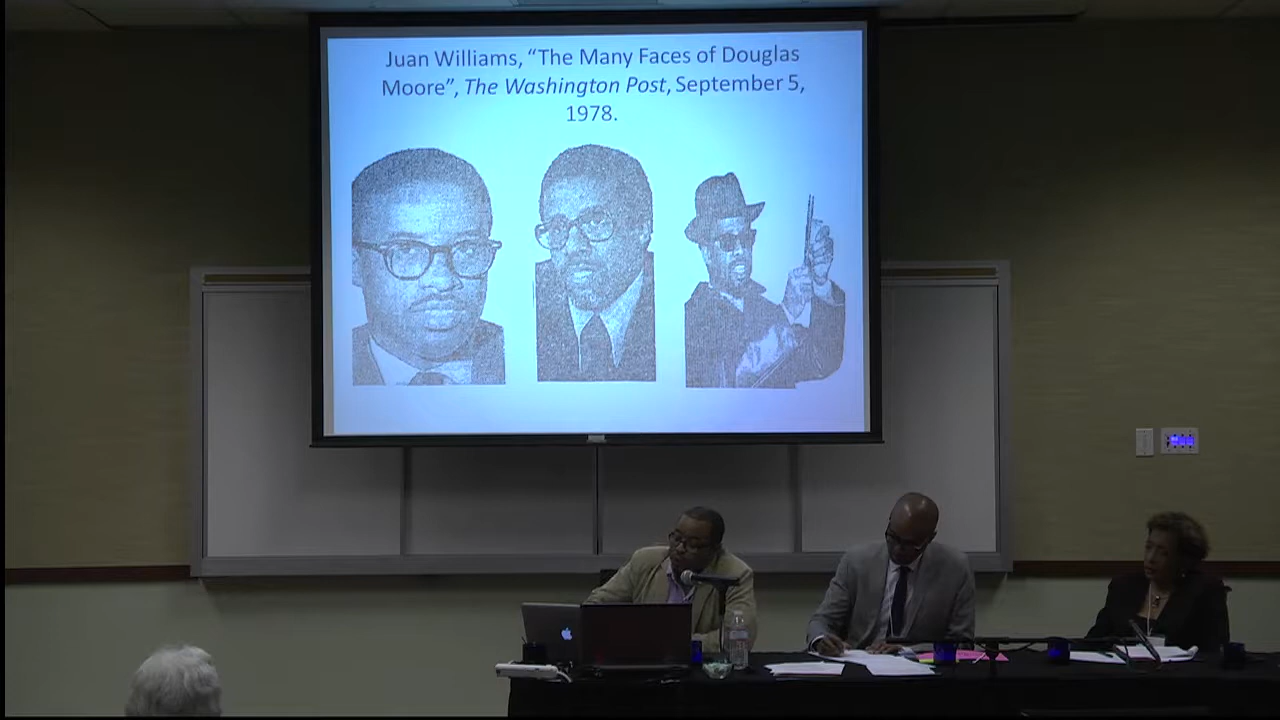 Juan Williams, “The Many Faces of Douglas
Moore”, The Washington Post, September 5,
1978.